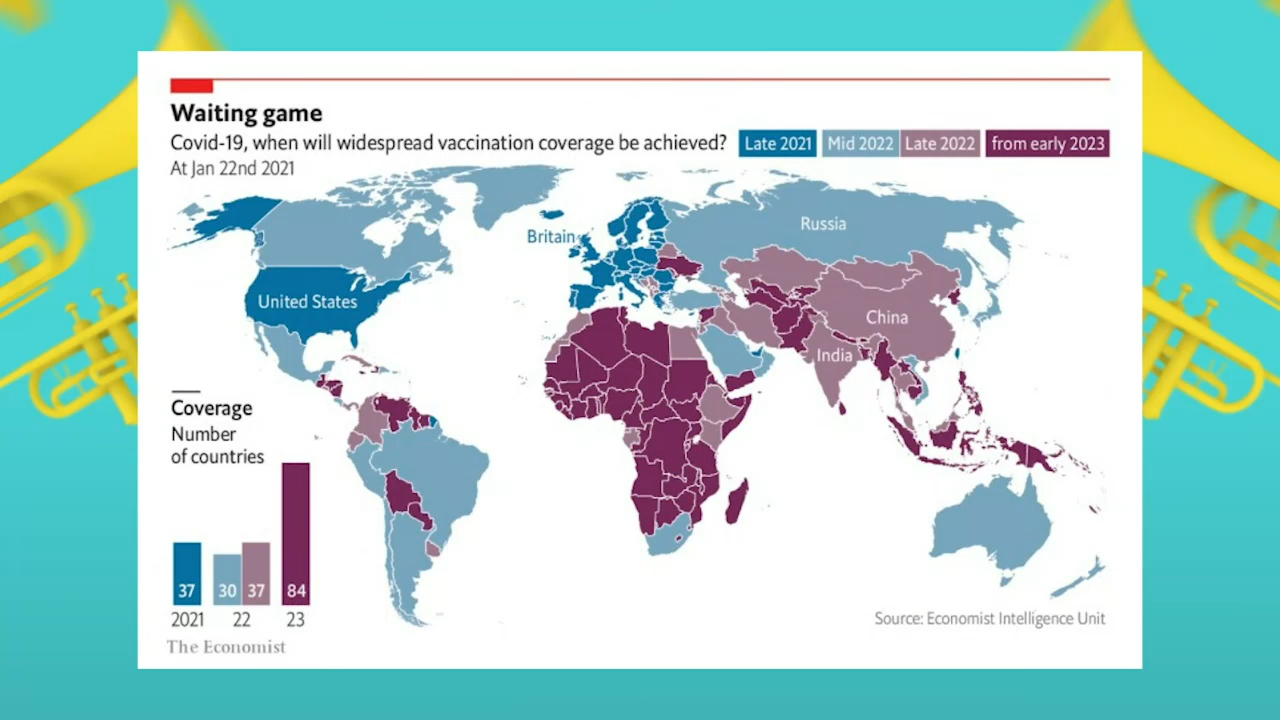 Waiting game
Covid-19, when will widespread vaccination coverage be achieved?
Late 2021
Mid 2022
Late 2022
from early 2023
At Jan 22nd 2021
Russia
Britain
United States
China
India
Coverage
Number
of countries
37
30
37
84
2021
22
23
Source: Economist Intelligence Unit
The Economist